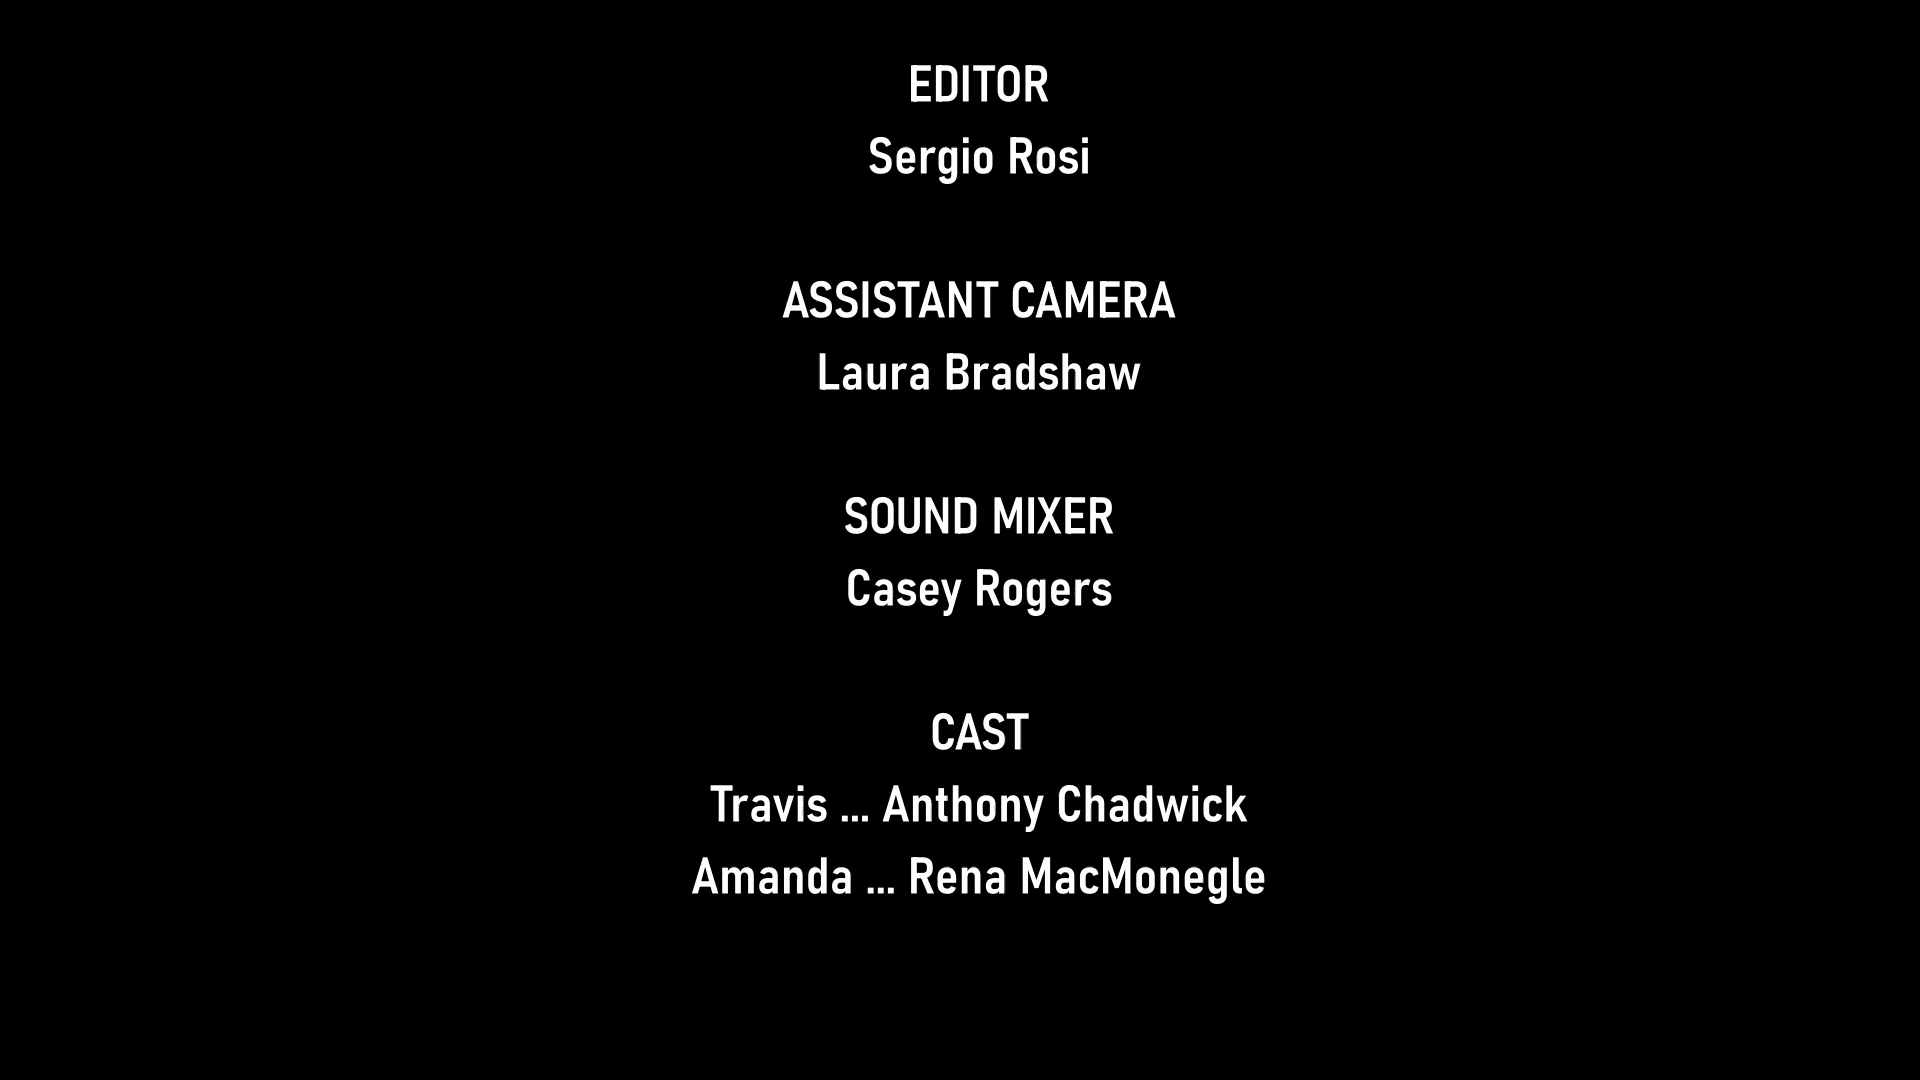 EDITOR
Sergio Rosi
ASSISTANT CAMERA
Laura Bradshaw
SOUND MIXER
Casey Rogers
CAST
Travis ... Anthony Chadwick
Amanda ... Rena MacMonegle